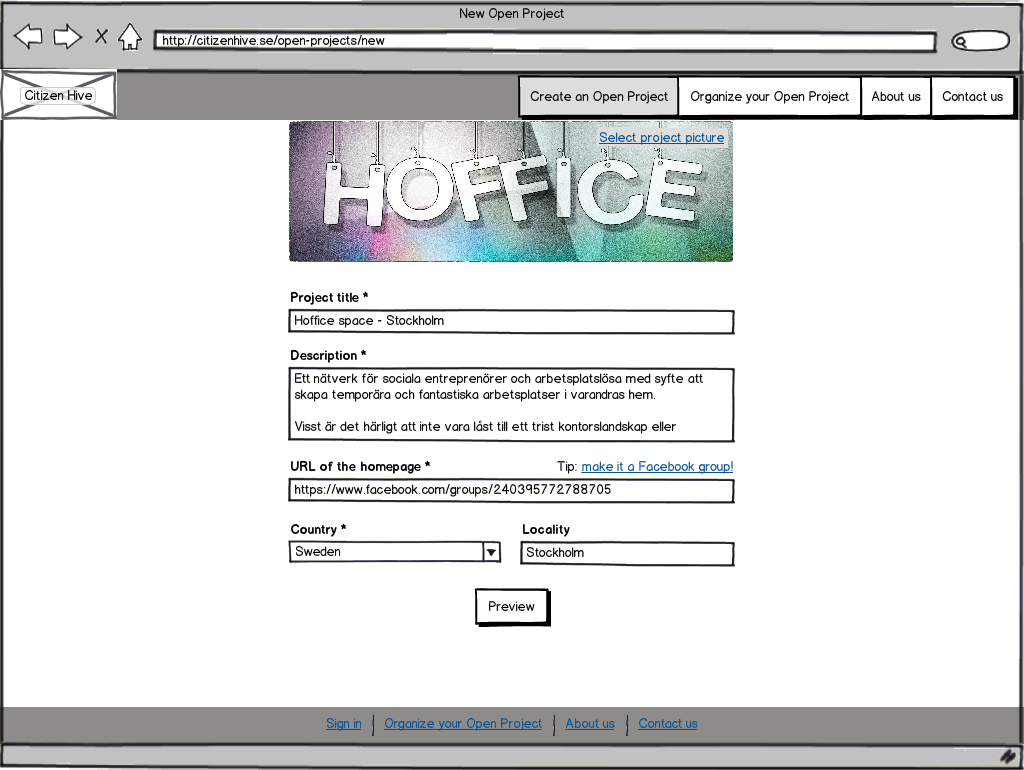 New Open Project
http://citizenhive.se/open-projects/new
Citizen Hive
Create an Open Project
Organize your Open Project
About us
Contact us
Select project picture
HOFFICE
Project title *
Hoffice space - Stockholm
Description *
Ett nätverk för sociala entreprenörer och arbetsplatslösa med syfte att
skapa temporära och fantastiska arbetsplatser i varandras hem.
Visst är det härligt att inte vara låst till ett trist kontorslandskap eller
URL of the homepage *
Tip: make it a Facebook group!
https://www.facebook.com/groups/240395772788705
Country *
Locality
Sweden
Stockholm
Preview
Sign in
Organize your Open Project
About us
Contact us